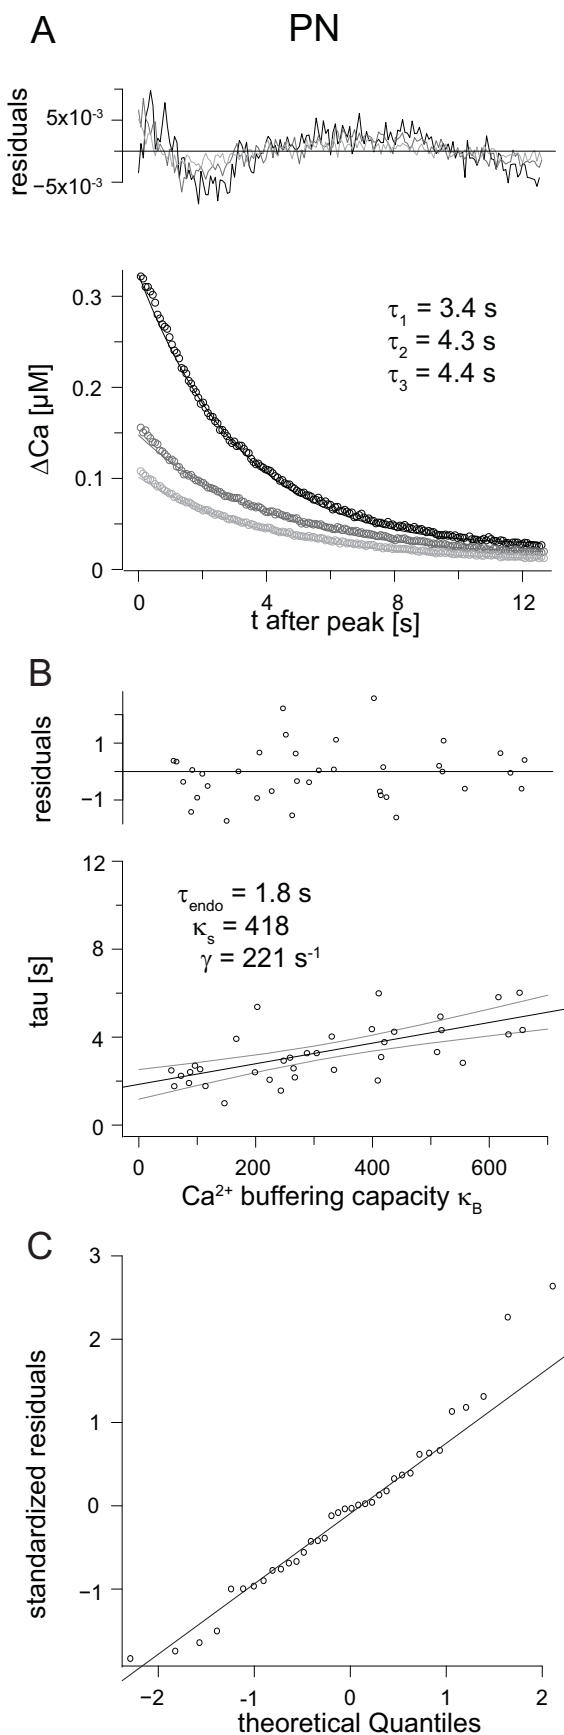 A
PN
residuals
5x10⁻³
−5x10⁻³
ΔCa [μM]
0.3
0.2
0.1
0
τ₁ = 3.4 s
τ₂ = 4.3 s
τ₃ = 4.4 s
0 4 8 12
t after peak [s]
B
residuals
1
−1
tau [s]
12
8
4
0
τendo = 1.8 s
κs = 418
γ = 221 s⁻¹
0 200 400 600
Ca²⁺ buffering capacity κB
C
standardized residuals
3
2
1
0
−1
−2 -1 0 1 2
theoretical Quantiles